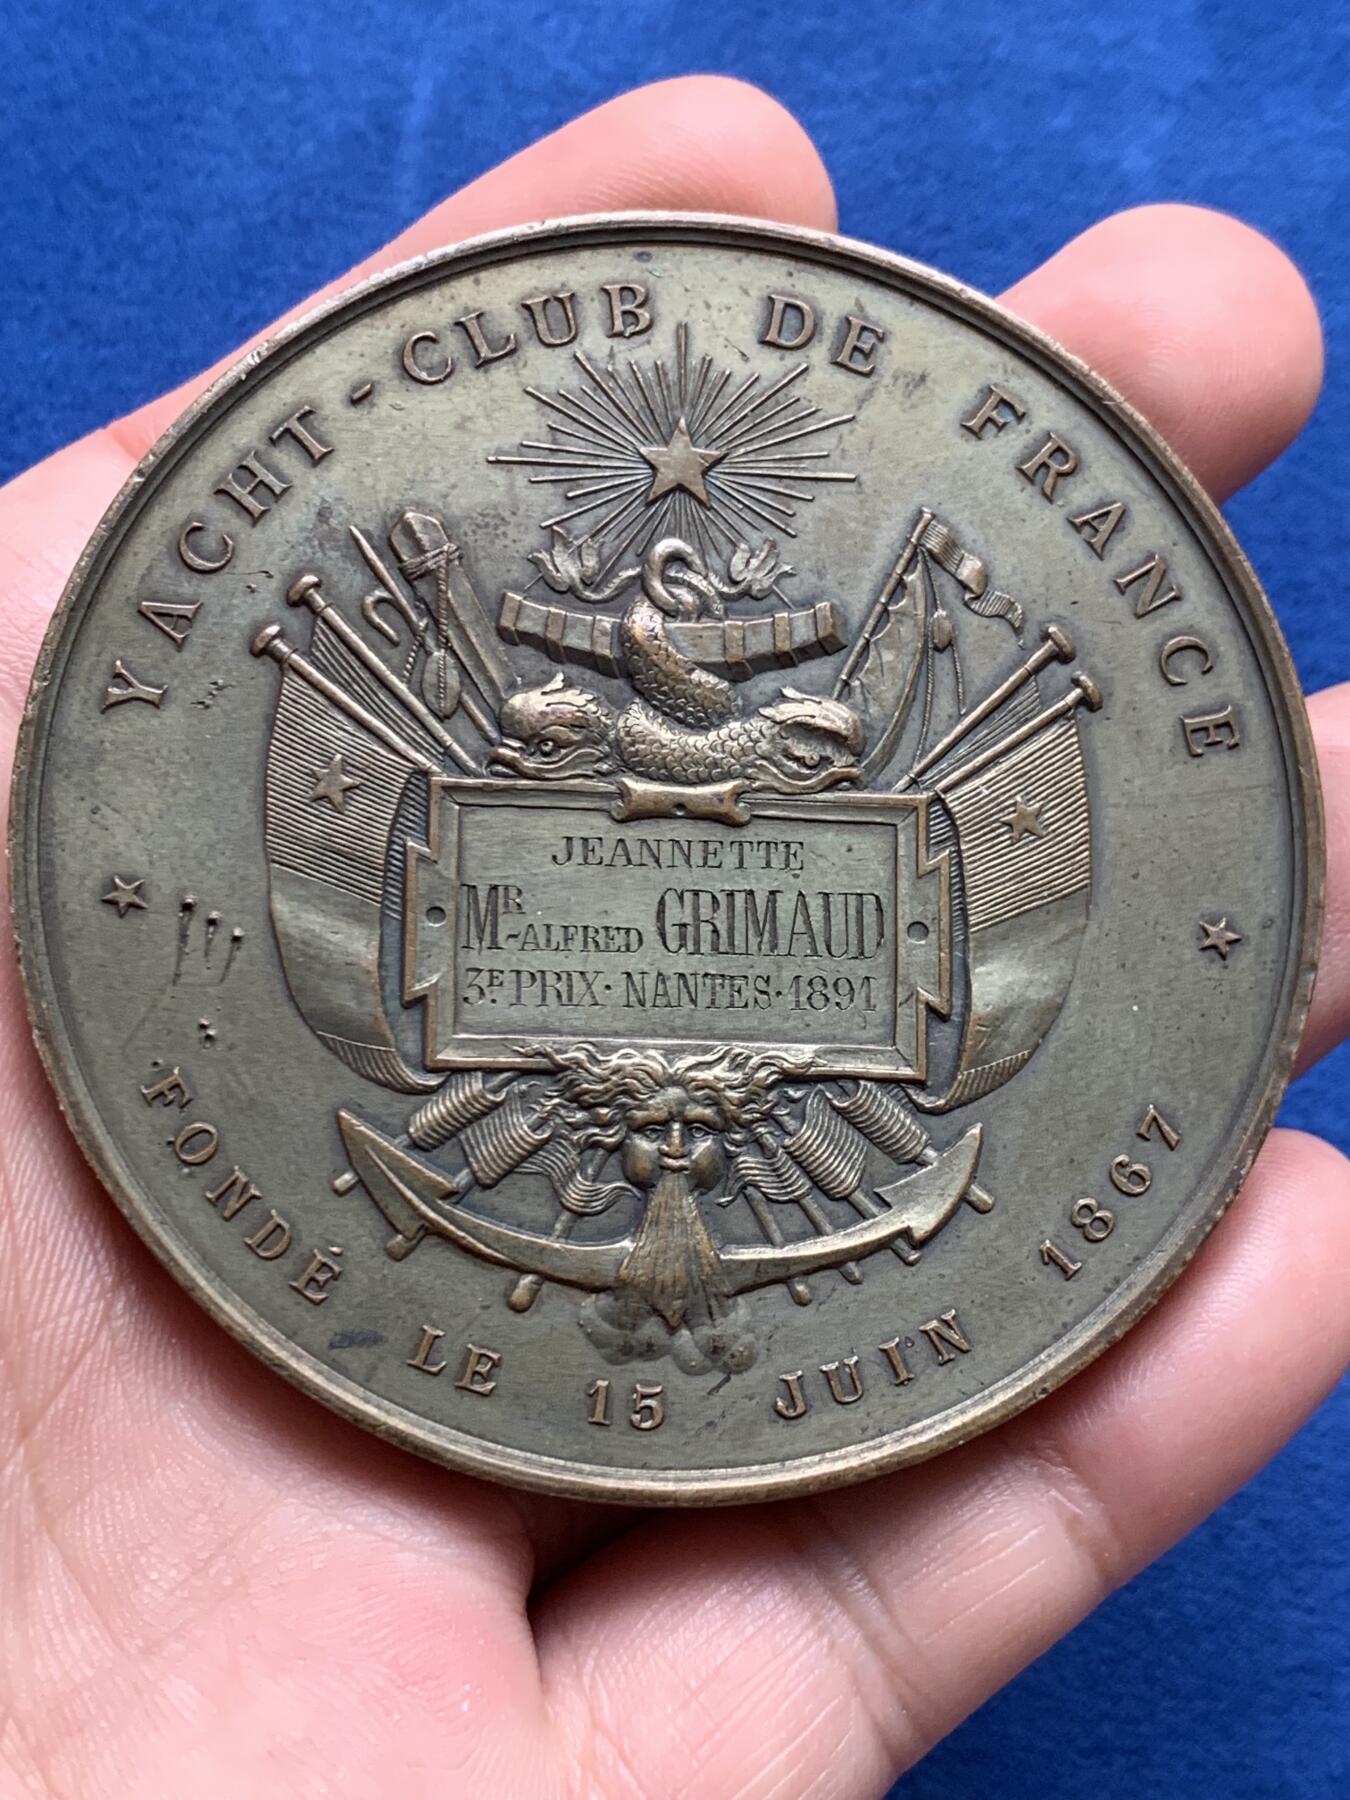 YACHT-CLUB DE FRANCE
JEANNETTE
MR ALFRED GRIMAUD
3E PRIX · NANTES · 1891
FONDÉ LE 15 JUIN 1867